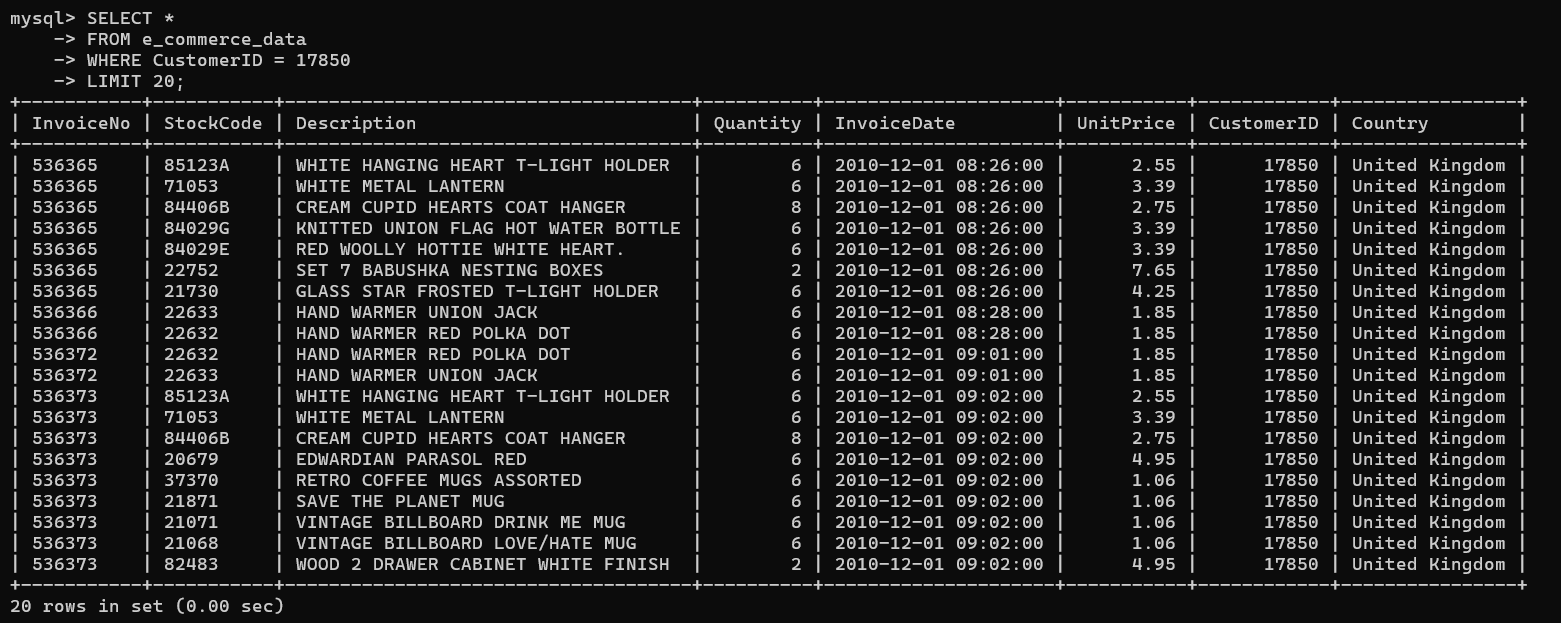 mysql> SELECT *
    -> FROM e_commerce_data
    -> WHERE CustomerID = 17850
    -> LIMIT 20;
+-----------+-----------+-------------------------------------+----------+---------------------+-----------+------------+----------------+
| InvoiceNo | StockCode | Description                         | Quantity | InvoiceDate         | UnitPrice | CustomerID | Country        |
+-----------+-----------+-------------------------------------+----------+---------------------+-----------+------------+----------------+
| 536365    | 85123A    | WHITE HANGING HEART T-LIGHT HOLDER  |        6 | 2010-12-01 08:26:00 |      2.55 |      17850 | United Kingdom |
| 536365    | 71053     | WHITE METAL LANTERN                 |        6 | 2010-12-01 08:26:00 |      3.39 |      17850 | United Kingdom |
| 536365    | 84406B    | CREAM CUPID HEARTS COAT HANGER      |        8 | 2010-12-01 08:26:00 |      2.75 |      17850 | United Kingdom |
| 536365    | 84029G    | KNITTED UNION FLAG HOT WATER BOTTLE |        6 | 2010-12-01 08:26:00 |      3.39 |      17850 | United Kingdom |
| 536365    | 84029E    | RED WOOLLY HOTTIE WHITE HEART.      |        6 | 2010-12-01 08:26:00 |      3.39 |      17850 | United Kingdom |
| 536365    | 22752     | SET 7 BABUSHKA NESTING BOXES        |        2 | 2010-12-01 08:26:00 |      7.65 |      17850 | United Kingdom |
| 536365    | 21730     | GLASS STAR FROSTED T-LIGHT HOLDER   |        6 | 2010-12-01 08:26:00 |      4.25 |      17850 | United Kingdom |
| 536366    | 22633     | HAND WARMER UNION JACK              |        6 | 2010-12-01 08:28:00 |      1.85 |      17850 | United Kingdom |
| 536366    | 22632     | HAND WARMER RED POLKA DOT           |        6 | 2010-12-01 08:28:00 |      1.85 |      17850 | United Kingdom |
| 536372    | 22632     | HAND WARMER RED POLKA DOT           |        6 | 2010-12-01 09:01:00 |      1.85 |      17850 | United Kingdom |
| 536372    | 22633     | HAND WARMER UNION JACK              |        6 | 2010-12-01 09:01:00 |      1.85 |      17850 | United Kingdom |
| 536373    | 85123A    | WHITE HANGING HEART T-LIGHT HOLDER  |        6 | 2010-12-01 09:02:00 |      2.55 |      17850 | United Kingdom |
| 536373    | 71053     | WHITE METAL LANTERN                 |        6 | 2010-12-01 09:02:00 |      3.39 |      17850 | United Kingdom |
| 536373    | 84406B    | CREAM CUPID HEARTS COAT HANGER      |        8 | 2010-12-01 09:02:00 |      2.75 |      17850 | United Kingdom |
| 536373    | 20679     | EDWARDIAN PARASOL RED               |        6 | 2010-12-01 09:02:00 |      4.95 |      17850 | United Kingdom |
| 536373    | 37370     | RETRO COFFEE MUGS ASSORTED          |        6 | 2010-12-01 09:02:00 |      1.06 |      17850 | United Kingdom |
| 536373    | 21871     | SAVE THE PLANET MUG                 |        6 | 2010-12-01 09:02:00 |      1.06 |      17850 | United Kingdom |
| 536373    | 21071     | VINTAGE BILLBOARD DRINK ME MUG      |        6 | 2010-12-01 09:02:00 |      1.06 |      17850 | United Kingdom |
| 536373    | 21068     | VINTAGE BILLBOARD LOVE/HATE MUG     |        6 | 2010-12-01 09:02:00 |      1.06 |      17850 | United Kingdom |
| 536373    | 82483     | WOOD 2 DRAWER CABINET WHITE FINISH  |        2 | 2010-12-01 09:02:00 |      4.95 |      17850 | United Kingdom |
+-----------+-----------+-------------------------------------+----------+---------------------+-----------+------------+----------------+
20 rows in set (0.00 sec)